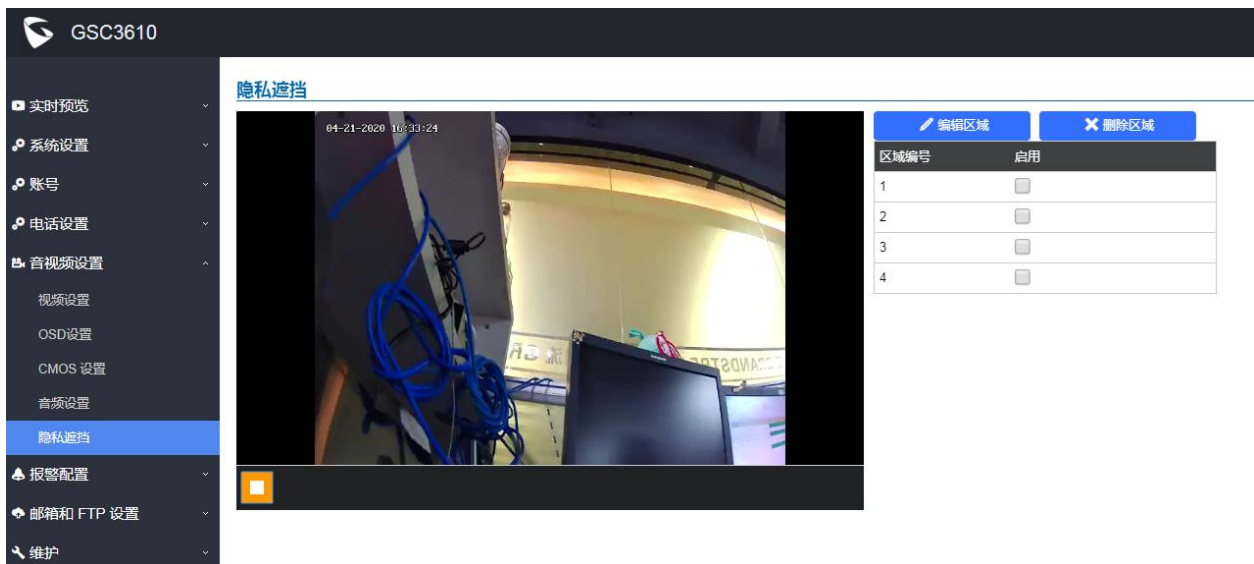 GSC3610
实时预览
系统设置
账号
电话设置
音视频设置
视频设置
OSD设置
CMOS 设置
音频设置
隐私遮挡
报警配置
邮箱和 FTP 设置
维护
隐私遮挡
04-21-2020 16:33:24
编辑区域
删除区域
区域编号 启用
1
2
3
4